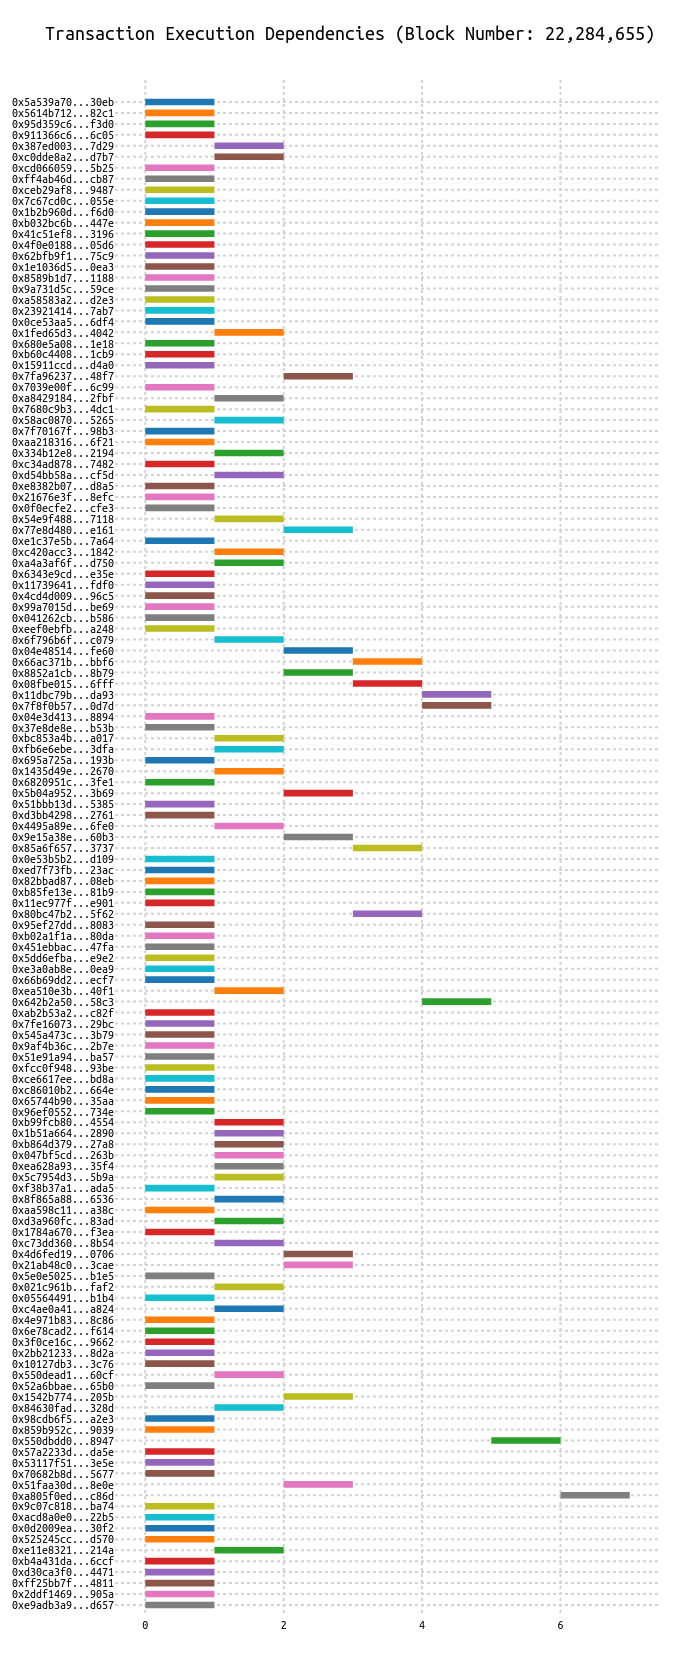 Transaction Execution Dependencies (Block Number: 22,284,655)
0x5a539a70...30eb
0x5614b712...82c1
0x95d359c6...f3d0
0x911366c6...6c05
0x387ed003...7d29
0xc0dde8a2...d7b7
0xcd066059...5b25
0xff4ab46d...cb87
0xceb29af8...9487
0x7c67cd0c...055e
0x1b2b960d...f6d0
0xb032bc6b...447e
0x41c51ef8...3196
0x4f0e0188...05d6
0x62bfb9f1...75c9
0x1e1036d5...0ea3
0x8589b1d7...1188
0x9a731d5c...59ce
0xa58583a2...d2e3
0x23921414...7ab7
0x0ce53aa5...6df4
0x1fed65d3...4042
0x680e5a08...1e18
0xb60c4408...1cb9
0x15911ccd...d4a0
0x7fa96237...48f7
0x7039e00f...6c99
0xa8429184...2fbf
0x7680c9b3...4dc1
0x58ac0870...5265
0x7f70167f...98b3
0xaa218316...6f21
0x334b12e8...2194
0xc34ad878...7482
0xd54bb58a...cf5d
0xe8382b07...d8a5
0x21676e3f...8efc
0x0f0ecfe2...cfe3
0x54e9f488...7118
0x77e8d480...e161
0xe1c37e5b...7a64
0xc420acc3...1842
0xa4a3af6f...d750
0x6343e9cd...e35e
0x11739641...fdf0
0x4cd4d009...96c5
0x99a7015d...be69
0x041262cb...b586
0xeef0ebfb...a248
0x6f796b6f...c079
0x04e48514...fe60
0x66ac371b...bbf6
0x8852a1cb...8b79
0x08fbe015...6fff
0x11dbc79b...da93
0x7f8f0b57...0d7d
0x04e3d413...8894
0x37e8de8e...b53b
0xbc853a4b...a017
0xfb6e6ebe...3dfa
0x695a725a...193b
0x1435d49e...2670
0x6820951c...3fe1
0x5b04a952...3b69
0x51bbb13d...5385
0xd3bb4298...2761
0x4495a89e...6fe0
0x9e15a38e...60b3
0x85a6f657...3737
0x0e53b5b2...d109
0xed7f73fb...23ac
0x82bbad87...08eb
0xb85fe13e...81b9
0x11ec977f...e901
0x80bc47b2...5f62
0x95ef27dd...8083
0xb02a1f1a...80da
0x451ebbac...47fa
0x5dd6efba...e9e2
0xe3a0ab8e...0ea9
0x66b69dd2...ecf7
0xea510e3b...40f1
0x642b2a50...58c3
0xab2b53a2...c82f
0x7fe16073...29bc
0x545a473c...3b79
0x9af4b36c...2b7e
0x51e91a94...ba57
0xfcc0f948...93be
0xce6617ee...bd8a
0xc86010b2...664e
0x65744b90...35aa
0x96ef0552...734e
0xb99fcb80...4554
0x1b51a664...2890
0xb864d379...27a8
0x047bf5cd...263b
0xea628a93...35f4
0x5c7954d3...5b9a
0xf38b37a1...ada5
0x8f865a88...6536
0xaa598c11...a38c
0xd3a960fc...83ad
0x1784a670...f3ea
0xc73dd360...8b54
0x4d6fed19...0706
0x21ab48c0...3cae
0x5e0e5025...b1e5
0x021c961b...faf2
0x05564491...b1b4
0xc4ae0a41...a824
0x4e971b83...8c86
0x6e78cad2...f614
0x3f0ce16c...9662
0x2bb21233...8d2a
0x10127db3...3c76
0x550dead1...60cf
0x52a6bbae...65b0
0x1542b774...205b
0x84630fad...328d
0x98cdb6f5...a2e3
0x859b952c...9039
0x550dbdd0...8947
0x57a2233d...da5e
0x53117f51...3e5e
0x70682b8d...5677
0x51faa30d...8e0e
0xa805f0ed...c86d
0x9c07c818...ba74
0xacd8a0e0...22b5
0x0d2009ea...30f2
0x525245cc...d570
0xe11e8321...214a
0xb4a431da...6ccf
0xd30ca3f0...4471
0xff25bb7f...4811
0x2ddf1469...905a
0xe9adb3a9...d657
0 2 4 6